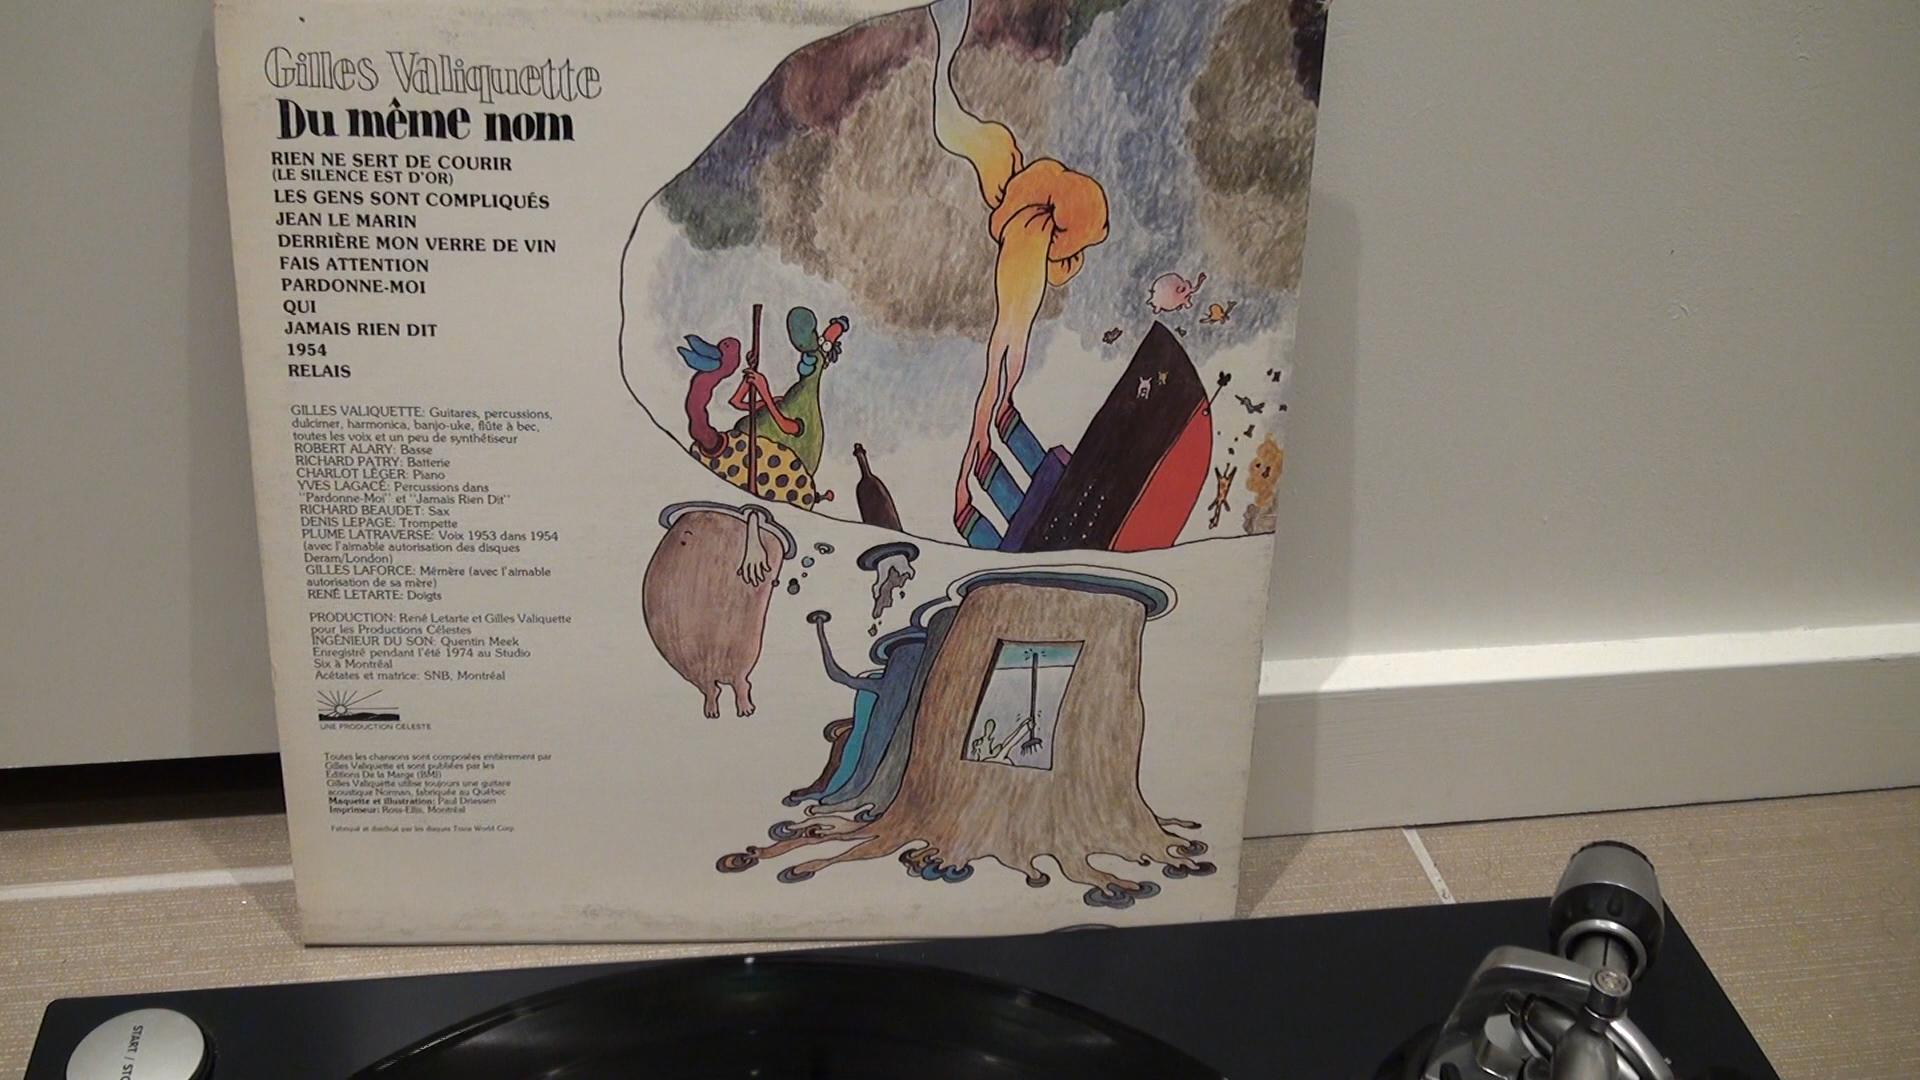 Gilles Valiquette
Du même nom
RIEN NE SERT DE COURIR
(LE SILENCE EST D'OR)
LES GENS SONT COMPLIQUÉS
JEAN LE MARIN
DERRIÈRE MON VERRE DE VIN
FAIS ATTENTION
PARDONNE-MOI
QUI
JAMAIS RIEN DIT
1954
RELAIS
GILLES VALIQUETTE: Guitares, percussions,
dulcimer, harmonica, banjo-uke, flûte à bec,
toutes les voix et un peu de synthétiseur
ROBERT ALARY: Basse
RICHARD PATRY: Batterie
CHARLOT LÉGER: Piano
YVES LAGACÉ: Percussions dans
"Pardonne-Moi" et "Jamais Rien Dit"
RICHARD BEAUDET: Sax
DENIS LEPAGE: Trompette
PLUME LATRAVERSE: Voix 1953 dans 1954
(avec l'aimable autorisation des disques
Deram/London)
GILLES LAFORCE: Mémère (avec l'aimable
autorisation de sa mère)
RENÉ LETARTE: Doigts
PRODUCTION: René Letarte et Gilles Valiquette
pour les Productions Célestes
INGÉNIEUR DU SON: Quentin Meek
Enregistré pendant l'été 1974 au Studio
Six à Montréal
Acétates et matrice: SNB, Montréal
UNE PRODUCTION CÉLESTE
Toutes les chansons sont composées entièrement par
Gilles Valiquette et sont publiées par les
Éditions De la Marge (BMI)
Gilles Valiquette utilise toujours une guitare
acoustique Norman, fabriquée au Québec
Maquette et illustration: Paul Driessen
Imprimeur: Ross-Ellis, Montréal
Fabriqué et distribué par les disques Trans World Corp.
START / STO